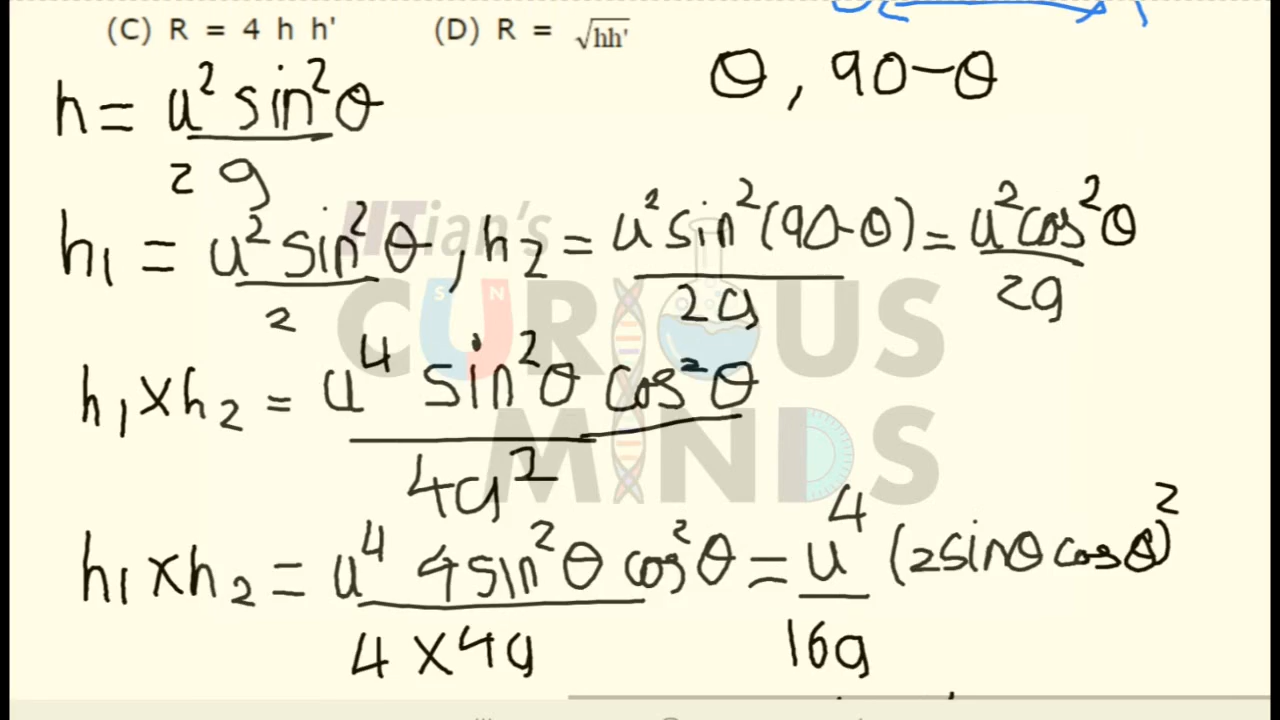 (C) R = 4 h h' (D) R = √hh'
θ, 90-θ
h = u² sin²θ / 2g
h₁ = u² sin²θ / 2 , h₂ = u² sin²(90-θ) / 2g = u² cos²θ / 2g
IITian's
CURIOUS
S N
MINDS
h₁ x h₂ = u⁴ sin²θ cos²θ / 4g²
h₁ x h₂ = u⁴ 4 sin²θ cos²θ / 4 x 4g = u⁴ / 16g (2 sinθ cosθ)²